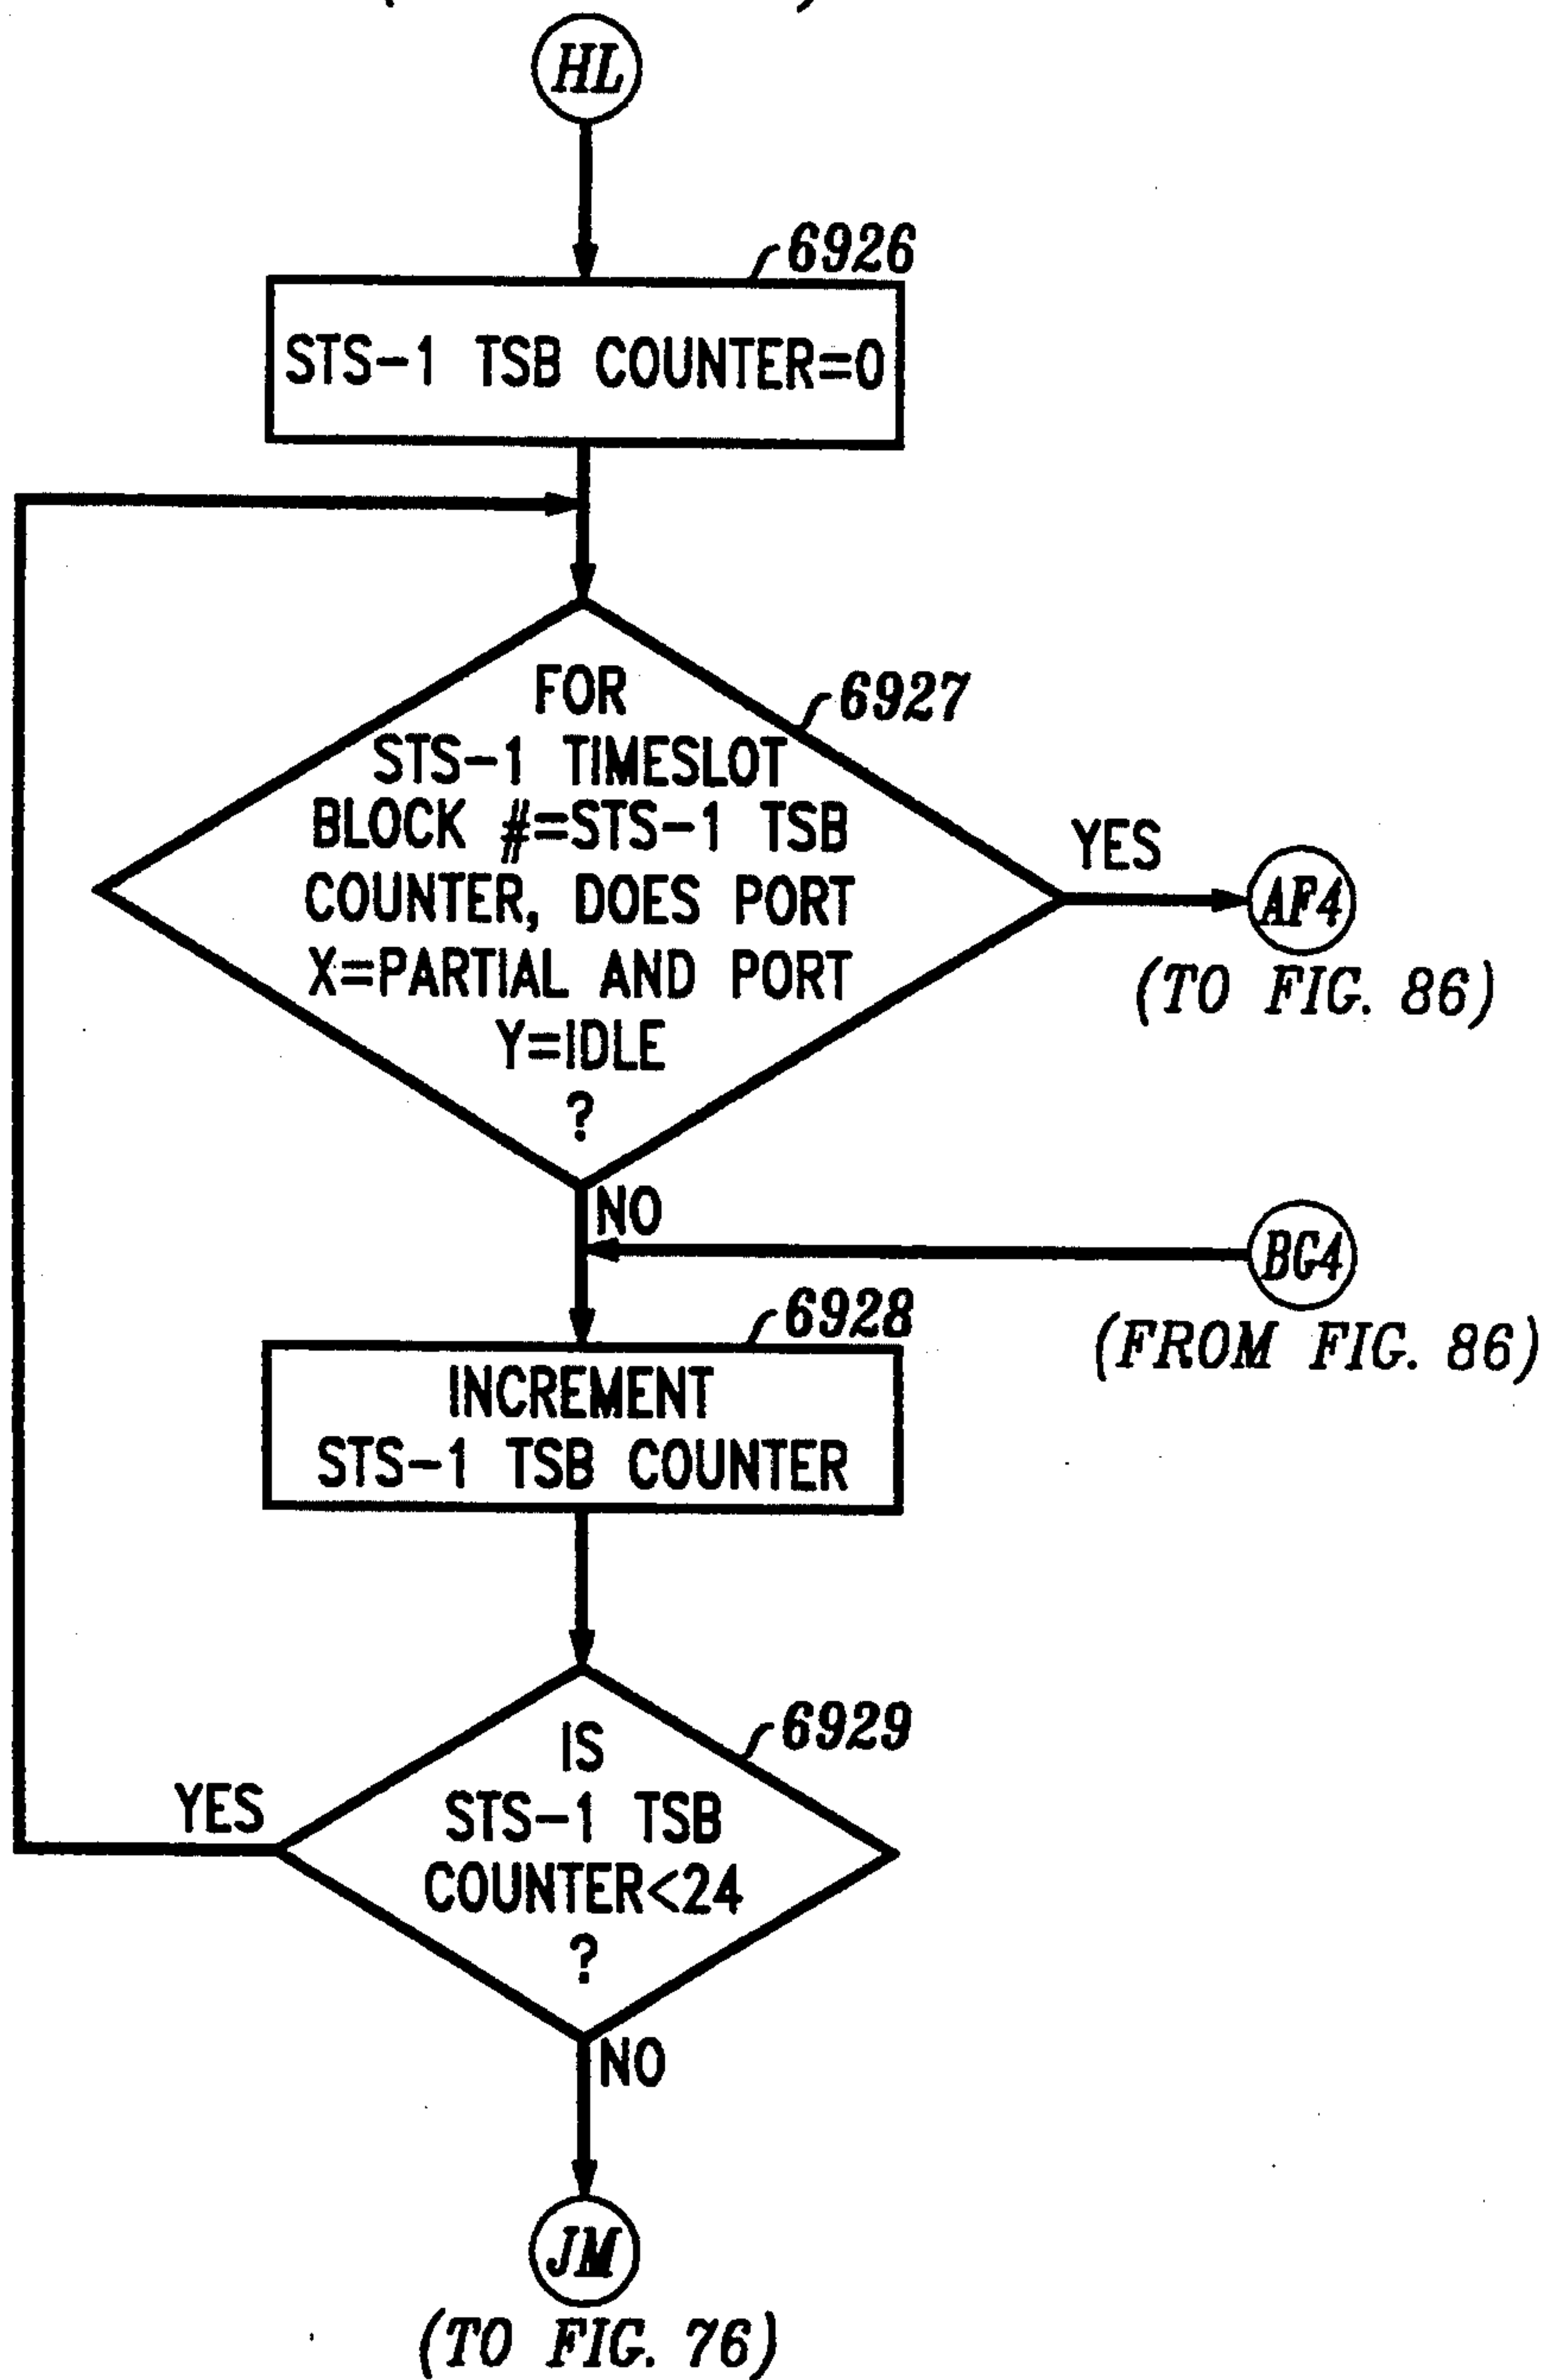 HL
6926
STS-1 TSB COUNTER=0
FOR
6927
STS-1 TIMESLOT
BLOCK #=STS-1 TSB
COUNTER, DOES PORT
X=PARTIAL AND PORT
Y=IDLE
?
YES
AF4
(TO FIG. 86)
NO
BG4
(FROM FIG. 86)
6928
INCREMENT
STS-1 TSB COUNTER
6929
IS
STS-1 TSB
COUNTER<24
?
YES
NO
JM
(TO FIG. 76)